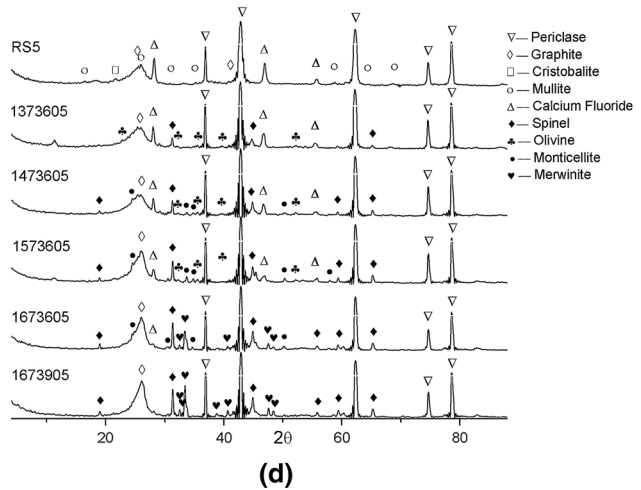 RS5
1373605
1473605
1573605
1673605
1673905
Periclase
Graphite
Cristobalite
Mullite
Calcium Fluoride
Spinel
Olivine
Monticellite
Merwinite
20 40 2θ 60 80
(d)